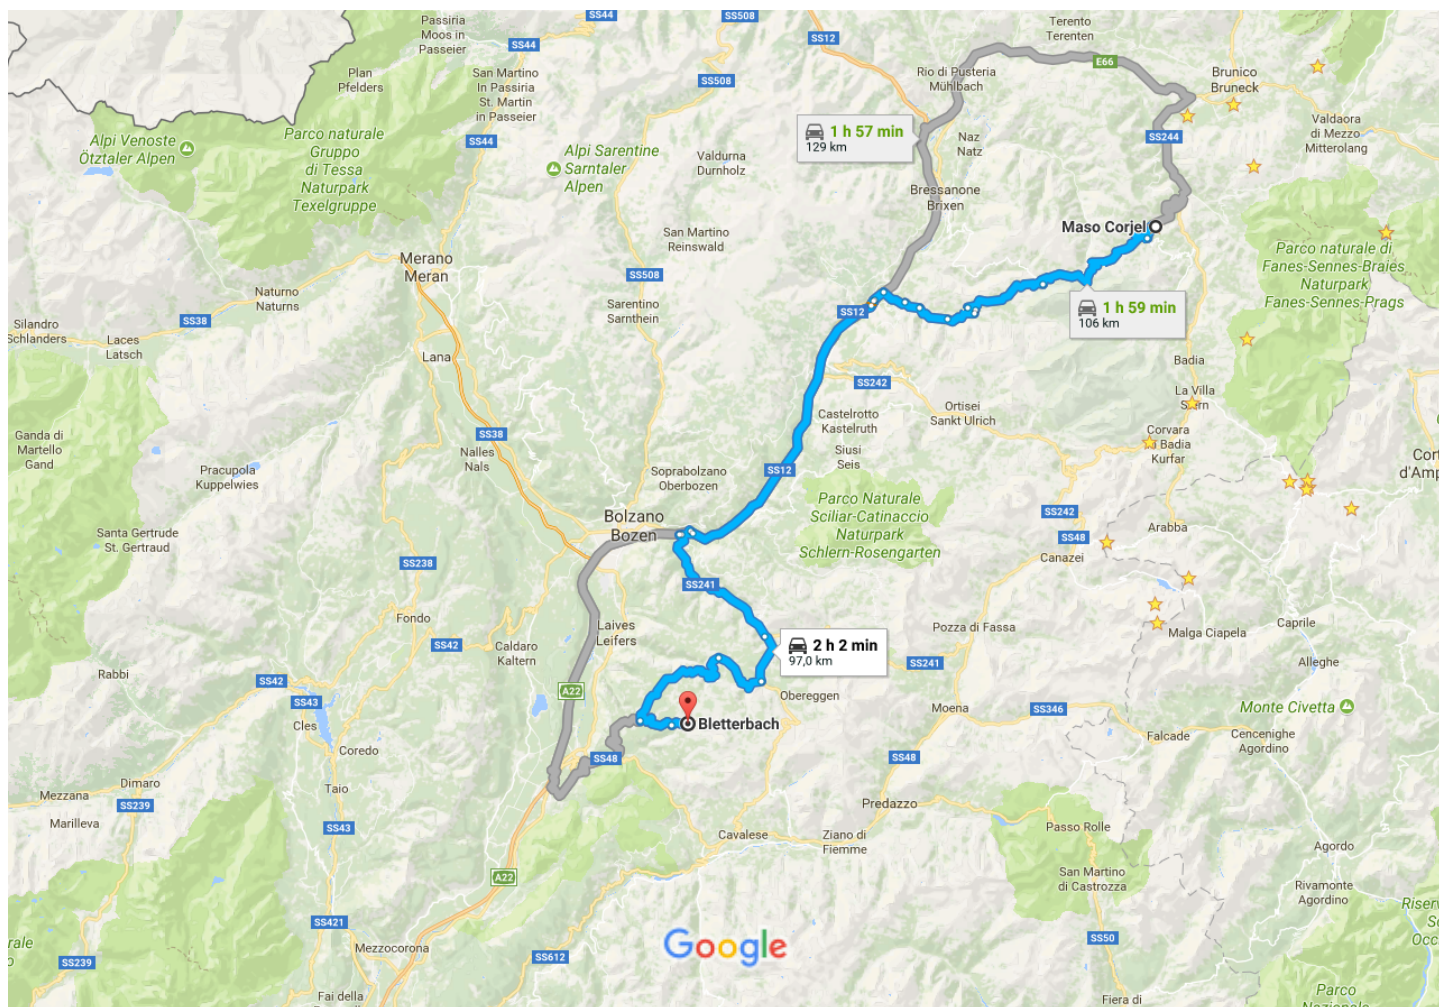 Passiria
Moos in
Passeier
SS44
SS508
SS508
SS12
Terento
Terenten
E66
Rio di Pusteria
Mühlbach
Brunico
Bruneck
Plan
Pfelders
San Martino
In Passiria
St. Martin
in Passeier
SS44
Alpi Venoste
Ötztaler Alpen
Parco naturale
Gruppo
di Tessa
Naturpark
Texelgruppe
Alpi Sarentine
Sarntaler
Alpen
Valdurna
Durnholz
1 h 57 min
129 km
Naz
Natz
SS244
Valdaora
di Mezzo
Mitterolang
Bressanone
Brixen
Maso Corjel
San Martino
Reinswald
Parco naturale di
Fanes-Sennes-Braies
Naturpark
Fanes-Sennes-Prags
Merano
Meran
SS508
Naturno
Naturns
Sarentino
Sarnthein
SS12
1 h 59 min
106 km
Silandro
Schlanders
SS38
Laces
Latsch
Lana
Badia
SS242
La Villa
Stern
Castelrotto
Kastelruth
Ortisei
Sankt Ulrich
Ganda di
Martello
Gand
SS38
Nalles
Nals
Siusi
Seis
Corvara
in Badia
Kurfar
Cort
d'Amp
Pracupola
Kuppelwies
Soprabolzano
Oberbozen
SS12
Parco Naturale
Sciliar-Catinaccio
Naturpark
Schlern-Rosengarten
Bolzano
Bozen
SS242
SS48
Arabba
Canazei
Santa Gertrude
St. Gertraud
SS238
SS241
Fondo
SS42
Caldaro
Kaltern
Laives
Leifers
2 h 2 min
97,0 km
Pozza di Fassa
SS241
Malga Ciapela
Caprile
Alleghe
Rabbi
SS42
SS43
Cles
Coredo
A22
Obereggen
Bletterbach
Moena
SS346
Monte Civetta
Falcade
Cencenighe
Agordino
SS48
SS48
Dimaro
Mezzana
SS239
Marilleva
Taio
SS43
Predazzo
Cavalese
Ziano di
Fiemme
Passo Rolle
Agordo
A22
San Martino
di Castrozza
Rivamonte
Agordino
SS421
Mezzocorona
Google
SS612
SS50
SS239
Fai della
Fiera di
Parco